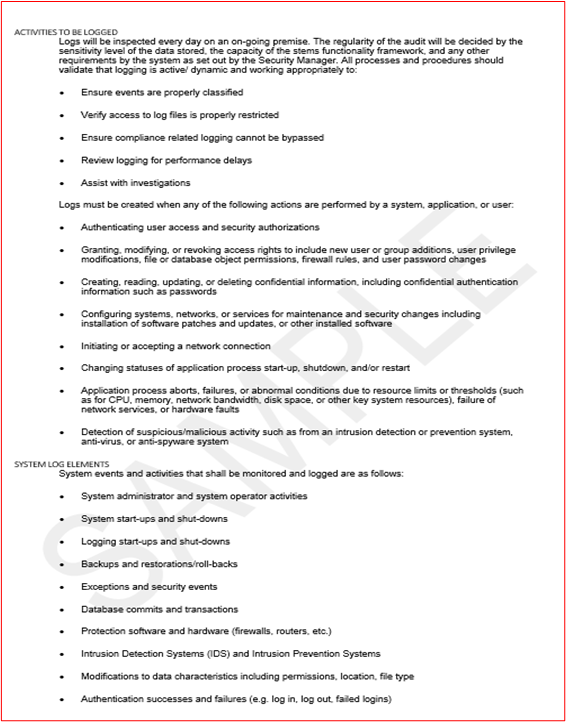 ACTIVITIES TO BE LOGGED
Logs will be inspected every day on an on-going premise. The regularity of the audit will be decided by the
sensitivity level of the data stored, the capacity of the stems functionality framework, and any other
requirements by the system as set out by the Security Manager. All processes and procedures should
validate that logging is active/ dynamic and working appropriately to:
• Ensure events are properly classified
• Verify access to log files is properly restricted
• Ensure compliance related logging cannot be bypassed
• Review logging for performance delays
• Assist with investigations
Logs must be created when any of the following actions are performed by a system, application, or user:
• Authenticating user access and security authorizations
• Granting, modifying, or revoking access rights to include new user or group additions, user privilege
modifications, file or database object permissions, firewall rules, and user password changes
• Creating, reading, updating, or deleting confidential information, including confidential authentication
information such as passwords
• Configuring systems, networks, or services for maintenance and security changes including
installation of software patches and updates, or other installed software
• Initiating or accepting a network connection
• Changing statuses of application process start-up, shutdown, and/or restart
• Application process aborts, failures, or abnormal conditions due to resource limits or thresholds (such
as for CPU, memory, network bandwidth, disk space, or other key system resources), failure of
network services, or hardware faults
• Detection of suspicious/malicious activity such as from an intrusion detection or prevention system,
anti-virus, or anti-spyware system
SYSTEM LOG ELEMENTS
System events and activities that shall be monitored and logged are as follows:
• System administrator and system operator activities
• System start-ups and shut-downs
• Logging start-ups and shut-downs
• Backups and restorations/roll-backs
• Exceptions and security events
• Database commits and transactions
• Protection software and hardware (firewalls, routers, etc.)
• Intrusion Detection Systems (IDS) and Intrusion Prevention Systems
• Modifications to data characteristics including permissions, location, file type
• Authentication successes and failures (e.g. log in, log out, failed logins)
SAMPLE